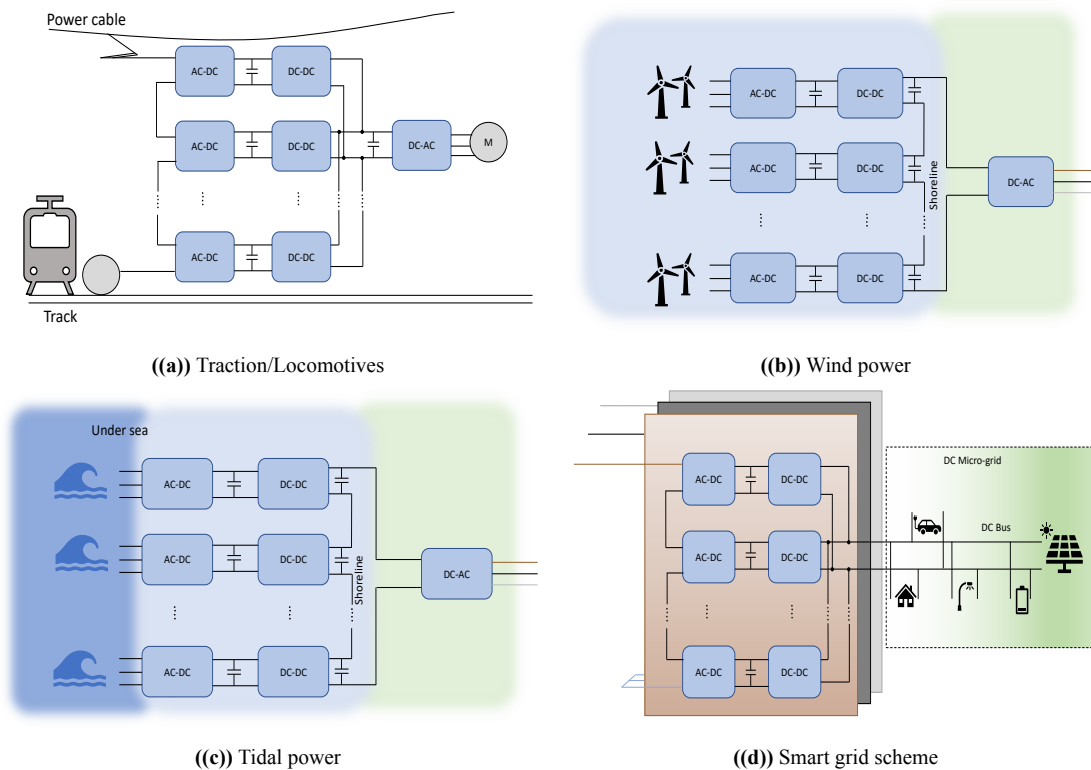 Power cable
AC-DC
DC-DC
AC-DC
DC-DC
DC-AC
M
AC-DC
DC-DC
Track
((a)) Traction/Locomotives
AC-DC
DC-DC
AC-DC
DC-DC
Shoreline
DC-AC
AC-DC
DC-DC
((b)) Wind power
Under sea
AC-DC
DC-DC
AC-DC
DC-DC
Shoreline
DC-AC
AC-DC
DC-DC
((c)) Tidal power
AC-DC
DC-DC
AC-DC
DC-DC
AC-DC
DC-DC
DC Micro-grid
DC Bus
((d)) Smart grid scheme